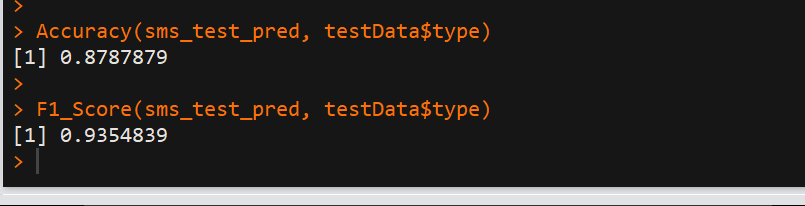 >
> Accuracy(sms_test_pred, testData$type)
[1] 0.8787879
>
> F1_Score(sms_test_pred, testData$type)
[1] 0.9354839
>